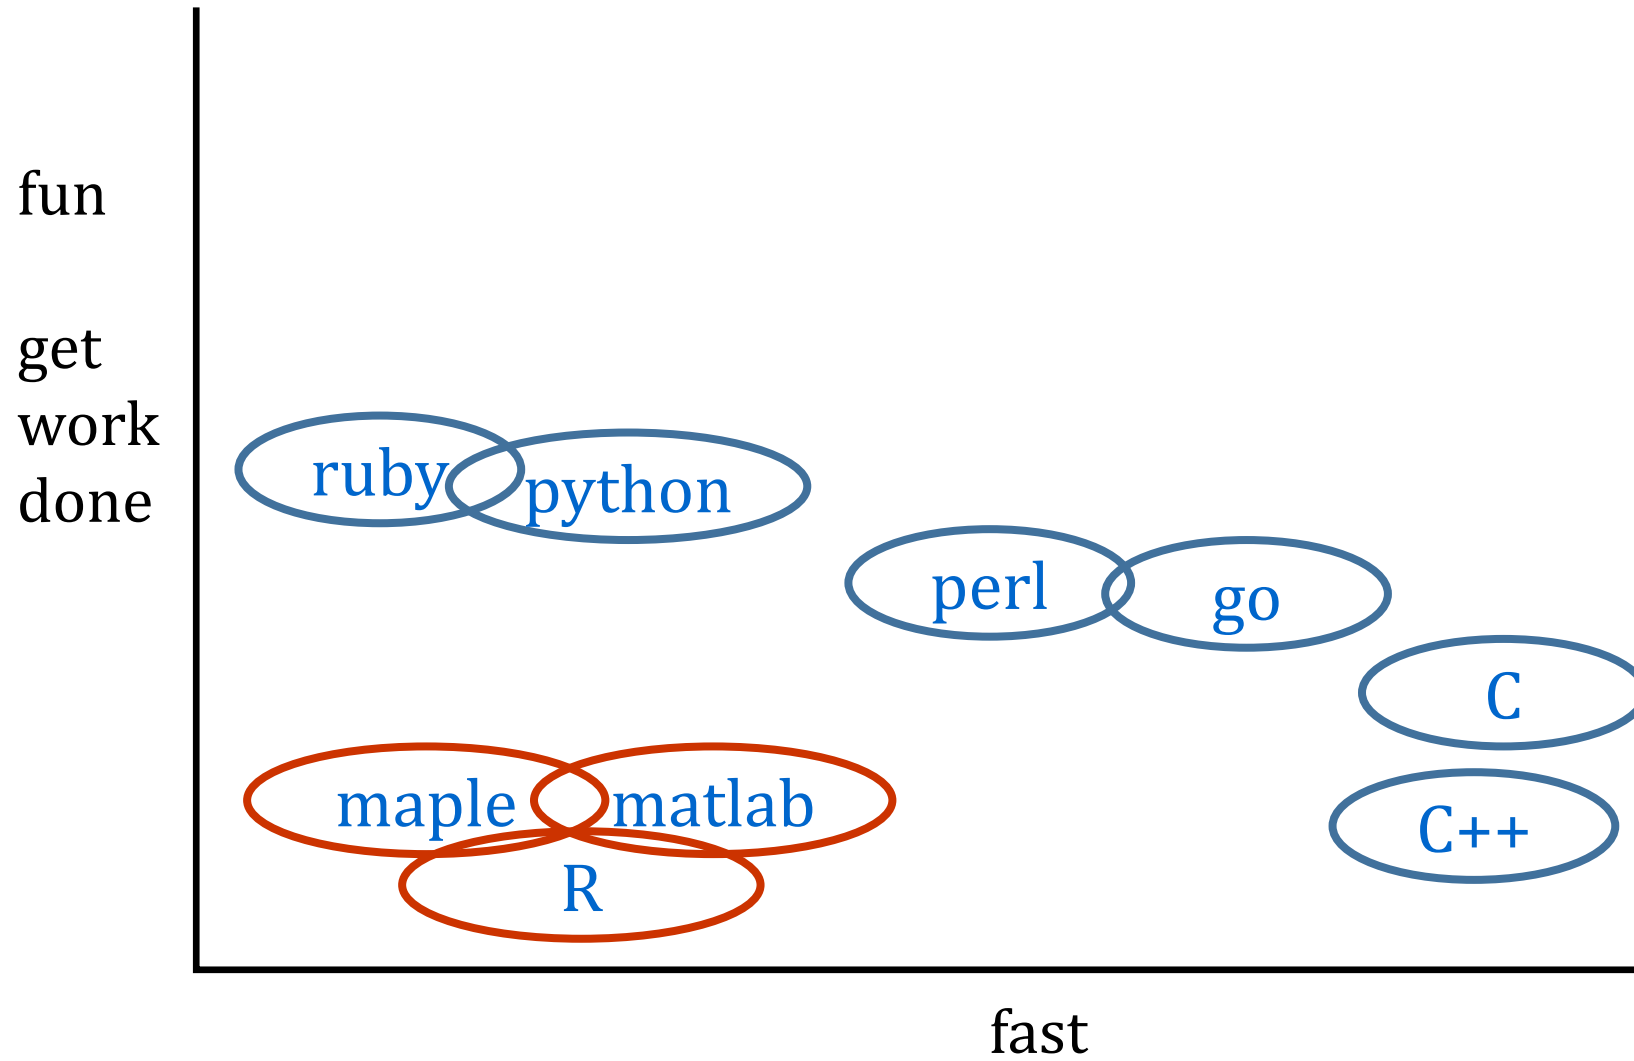 fun
get
work
done
ruby
python
perl
go
C
maple
matlab
C++
R
fast